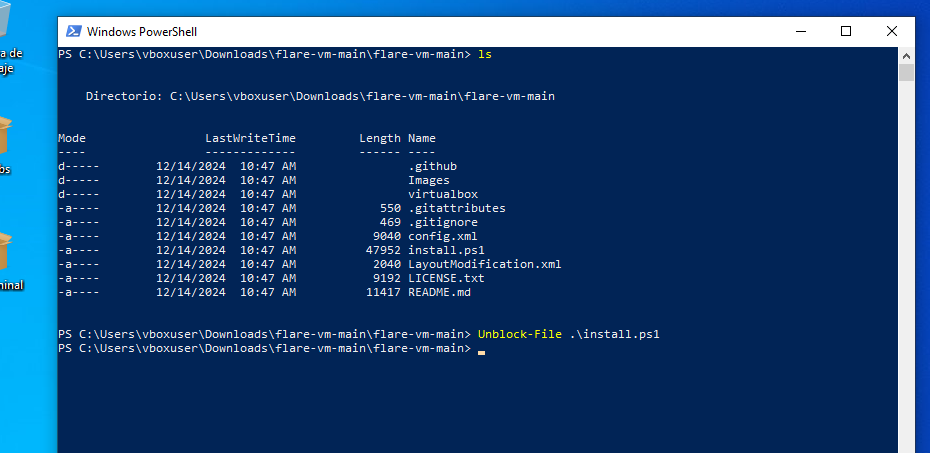 Windows PowerShell
PS C:\Users\vboxuser\Downloads\flare-vm-main\flare-vm-main> ls
Directorio: C:\Users\vboxuser\Downloads\flare-vm-main\flare-vm-main
Mode LastWriteTime Length Name
---- ------------- ------ ----
d----- 12/14/2024 10:47 AM .github
d----- 12/14/2024 10:47 AM Images
d----- 12/14/2024 10:47 AM virtualbox
-a---- 12/14/2024 10:47 AM 550 .gitattributes
-a---- 12/14/2024 10:47 AM 469 .gitignore
-a---- 12/14/2024 10:47 AM 9040 config.xml
-a---- 12/14/2024 10:47 AM 47952 install.ps1
-a---- 12/14/2024 10:47 AM 2040 LayoutModification.xml
-a---- 12/14/2024 10:47 AM 9192 LICENSE.txt
-a---- 12/14/2024 10:47 AM 11417 README.md
PS C:\Users\vboxuser\Downloads\flare-vm-main\flare-vm-main> Unblock-File .\install.ps1
PS C:\Users\vboxuser\Downloads\flare-vm-main\flare-vm-main>